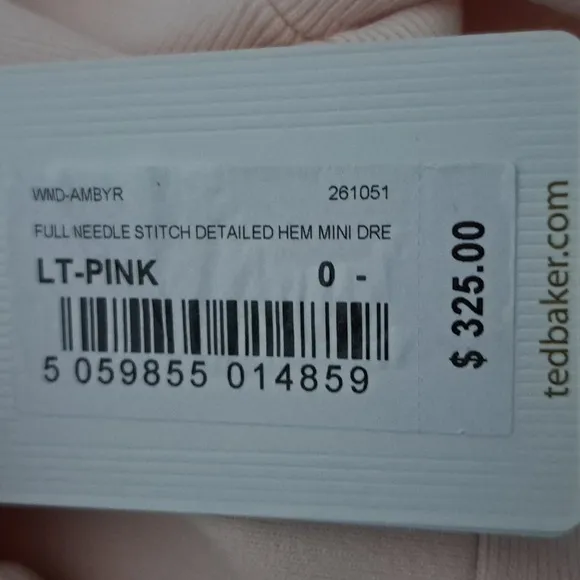 WMD-AMBYR 261051
FULL NEEDLE STITCH DETAILED HEM MINI DRE
LT-PINK 0 -
5 059855 014859
$ 325.00
tedbaker.com